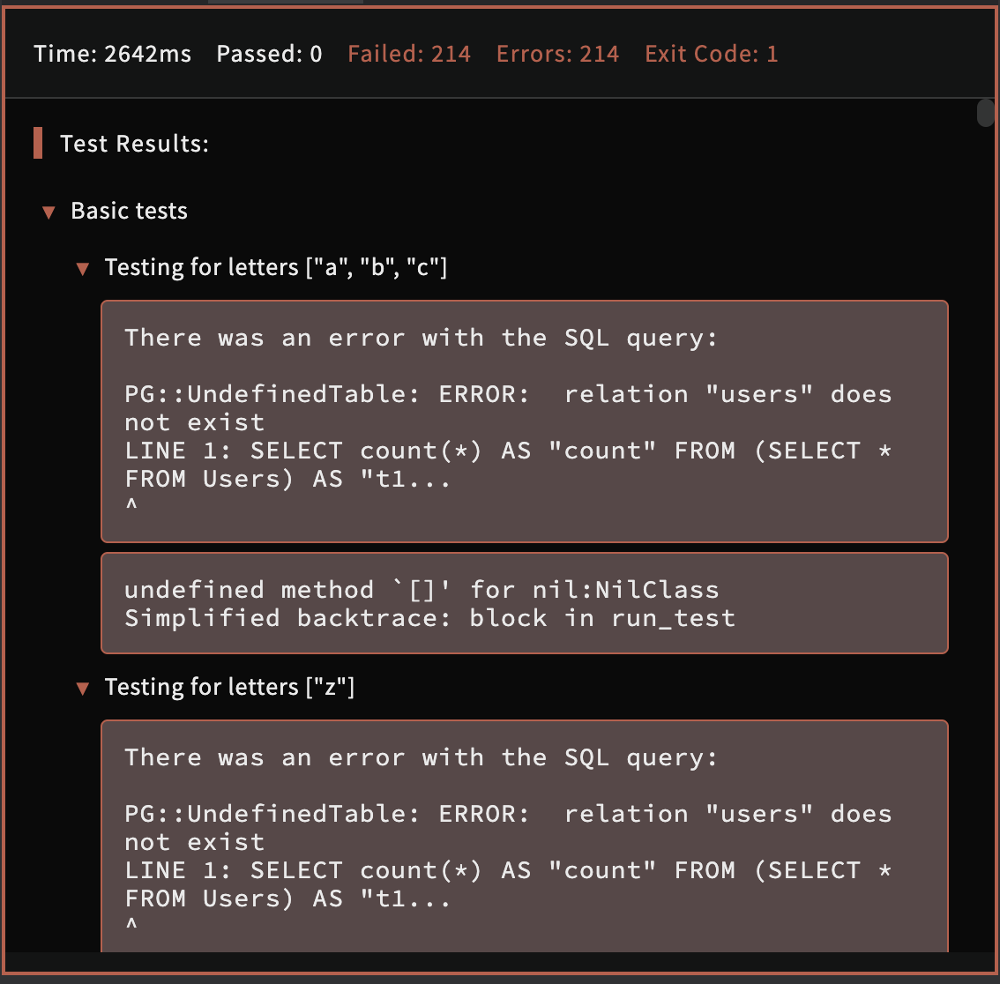 Time: 2642ms Passed: 0 Failed: 214 Errors: 214 Exit Code: 1
Test Results:
▼ Basic tests
▼ Testing for letters ["a", "b", "c"]
There was an error with the SQL query:
PG::UndefinedTable: ERROR:  relation "users" does
not exist
LINE 1: SELECT count(*) AS "count" FROM (SELECT *
FROM Users) AS "t1...
^
undefined method `[]' for nil:NilClass
Simplified backtrace: block in run_test
▼ Testing for letters ["z"]
There was an error with the SQL query:
PG::UndefinedTable: ERROR:  relation "users" does
not exist
LINE 1: SELECT count(*) AS "count" FROM (SELECT *
FROM Users) AS "t1...
^